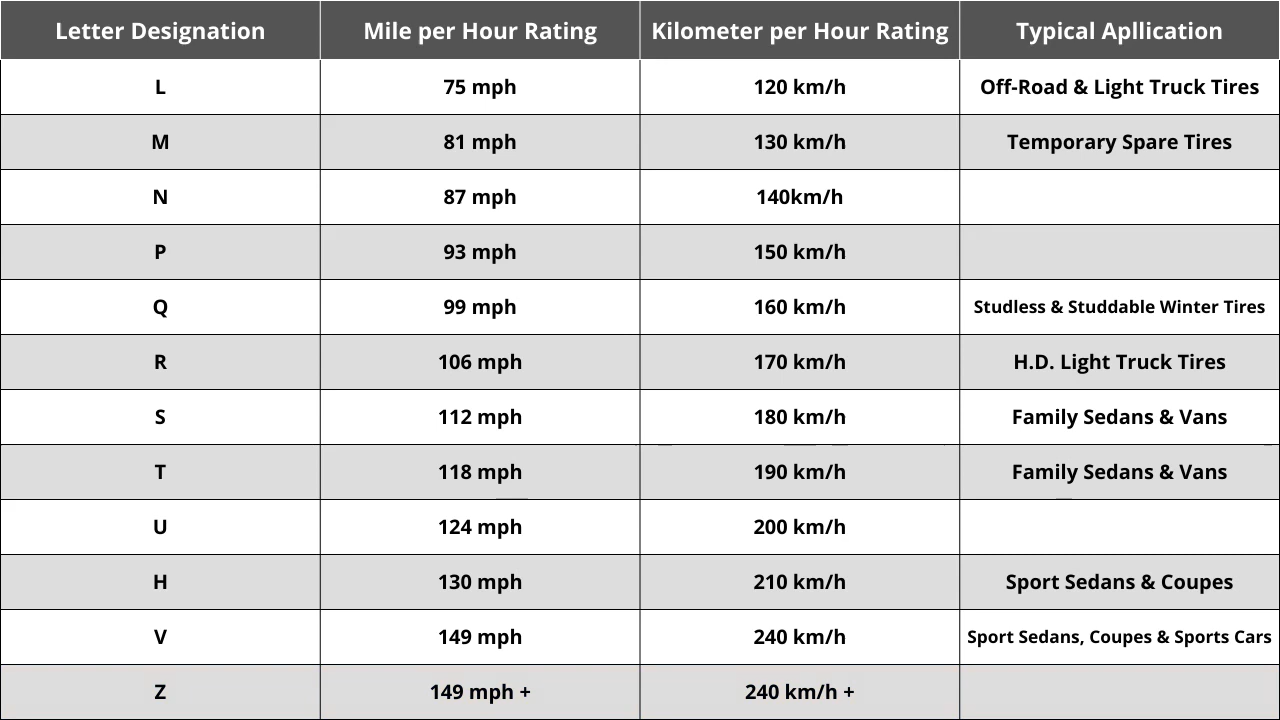 Letter Designation Mile per Hour Rating Kilometer per Hour Rating Typical Apllication
L 75 mph 120 km/h Off-Road & Light Truck Tires
M 81 mph 130 km/h Temporary Spare Tires
N 87 mph 140km/h
P 93 mph 150 km/h
Q 99 mph 160 km/h Studless & Studdable Winter Tires
R 106 mph 170 km/h H.D. Light Truck Tires
S 112 mph 180 km/h Family Sedans & Vans
T 118 mph 190 km/h Family Sedans & Vans
U 124 mph 200 km/h
H 130 mph 210 km/h Sport Sedans & Coupes
V 149 mph 240 km/h Sport Sedans, Coupes & Sports Cars
Z 149 mph + 240 km/h +